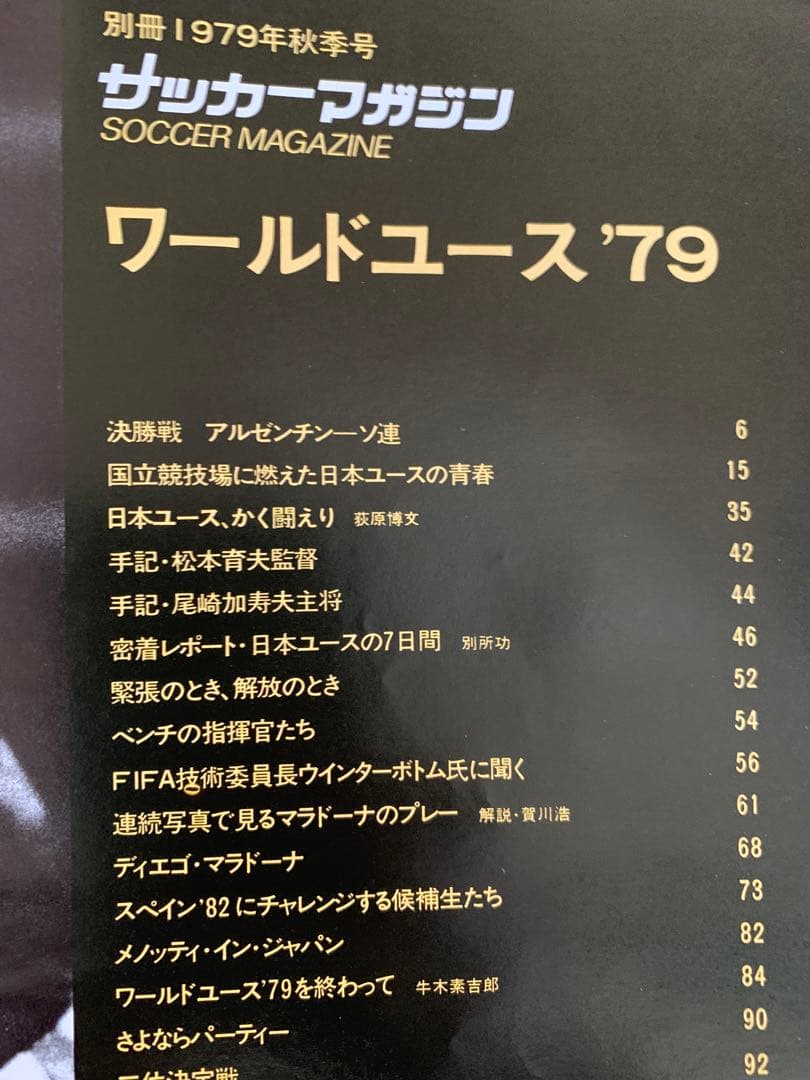 別冊1979年秋季号
サッカーマガジン
SOCCER MAGAZINE
ワールドユース’79
決勝戦 アルゼンチン―ソ連 6
国立競技場に燃えた日本ユースの青春 15
日本ユース、かく闘えり 荻原博文 35
手記・松本育夫監督 42
手記・尾崎加寿夫主将 44
密着レポート・日本ユースの7日間 別所功 46
緊張のとき、解放のとき 52
ベンチの指揮官たち 54
FIFA技術委員長ウインターボトム氏に聞く 56
連続写真で見るマラドーナのプレー 解説・賀川浩 61
ディエゴ・マラドーナ 68
スペイン’82にチャレンジする候補生たち 73
メノッティ・イン・ジャパン 82
ワールドユース’79を終わって 牛木素吉郎 84
さよならパーティー 90
三位決定戦 92